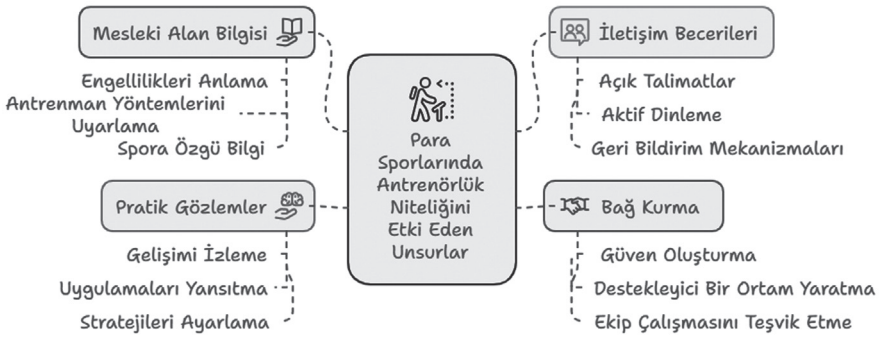 Mesleki Alan Bilgisi
Engellilikleri Anlama
Antrenman Yöntemlerini
Uyarlama
Spora Özgü Bilgi
Pratik Gözlemler
Gelişimi İzleme
Uygulamaları Yansıtma
Stratejileri Ayarlama
Para
Sporlarında
Antrenörlük
Niteliğini
Etki Eden
Unsurlar
İletişim Becerileri
Açık Talimatlar
Aktif Dinleme
Geri Bildirim Mekanizmaları
Bağ Kurma
Güven Oluşturma
Destekleyici Bir Ortam Yaratma
Ekip Çalışmasını Teşvik Etme